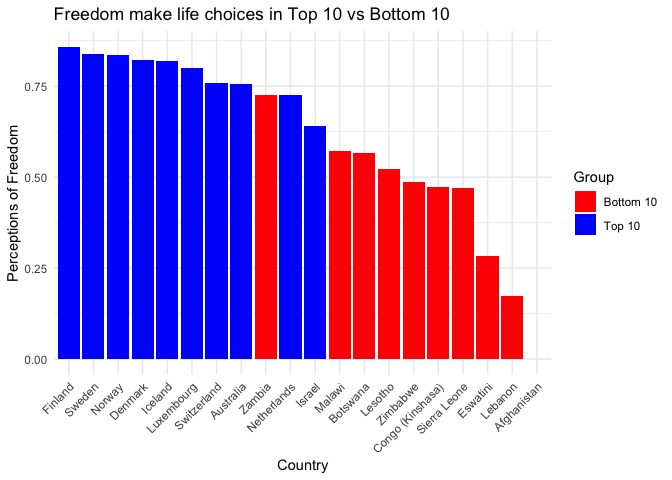 Freedom make life choices in Top 10 vs Bottom 10
Perceptions of Freedom
0.75
0.50
0.25
0.00
Finland
Sweden
Norway
Denmark
Iceland
Luxembourg
Switzerland
Australia
Zambia
Netherlands
Israel
Malawi
Botswana
Lesotho
Zimbabwe
Congo (Kinshasa)
Sierra Leone
Eswatini
Lebanon
Afghanistan
Country
Group
Bottom 10
Top 10